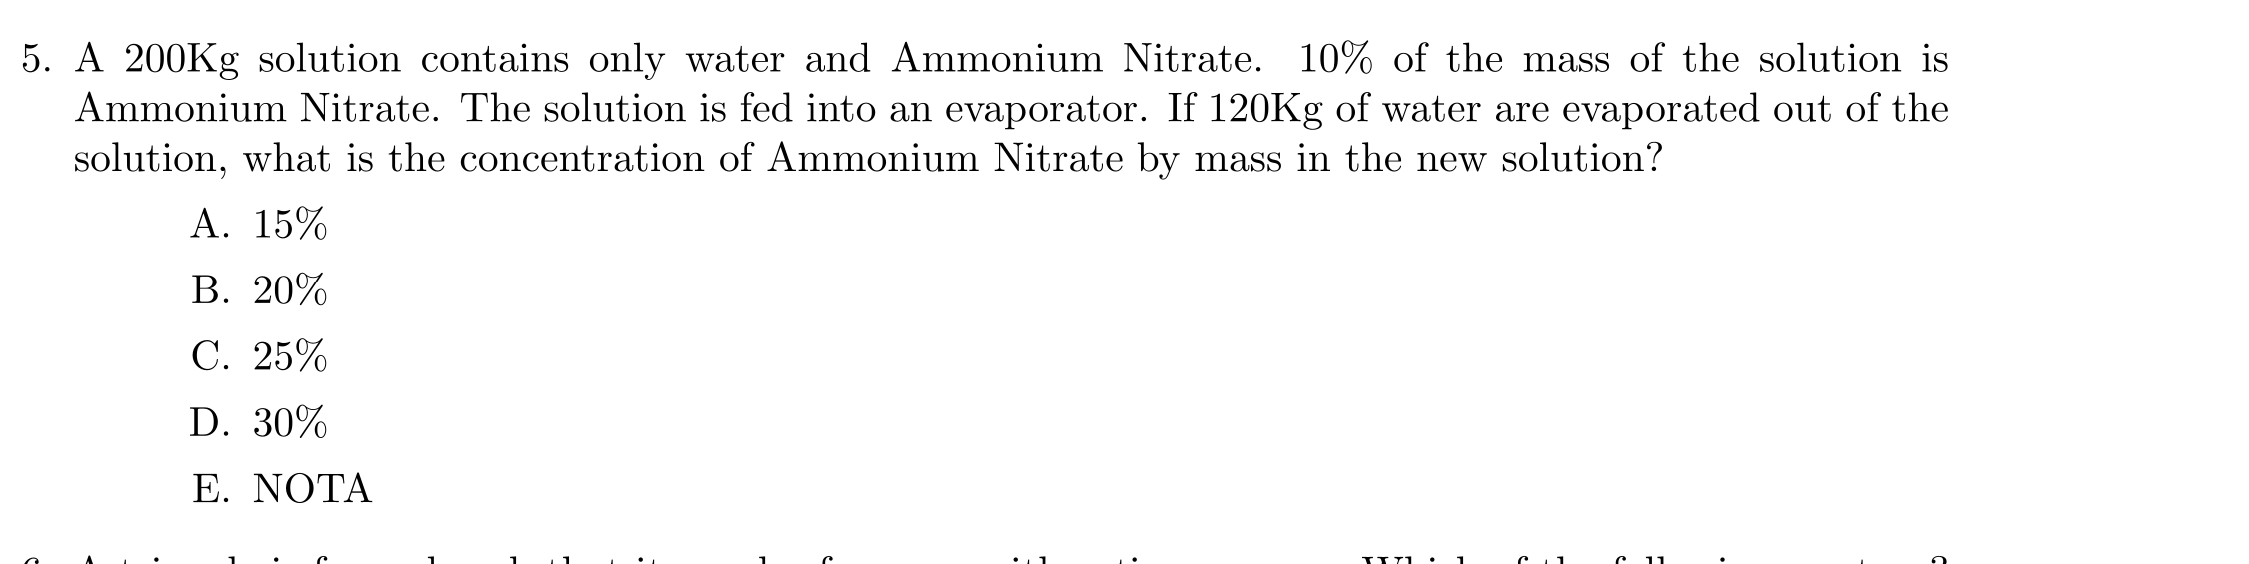 5. A 200Kg solution contains only water and Ammonium Nitrate. 10% of the mass of the solution is
Ammonium Nitrate. The solution is fed into an evaporator. If 120Kg of water are evaporated out of the
solution, what is the concentration of Ammonium Nitrate by mass in the new solution?
A. 15%
B. 20%
C. 25%
D. 30%
E. NOTA